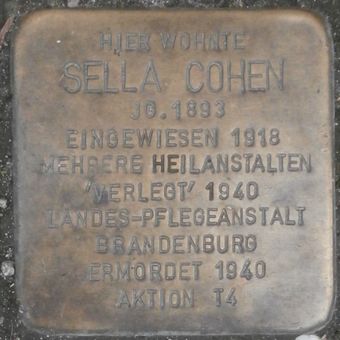 HIER WOHNTE
SELLA COHEN
JG. 1893
EINGEWIESEN 1918
MEHRERE HEILANSTALTEN
'VERLEGT' 1940
LANDES-PFLEGEANSTALT
BRANDENBURG
ERMORDET 1940
AKTION T4